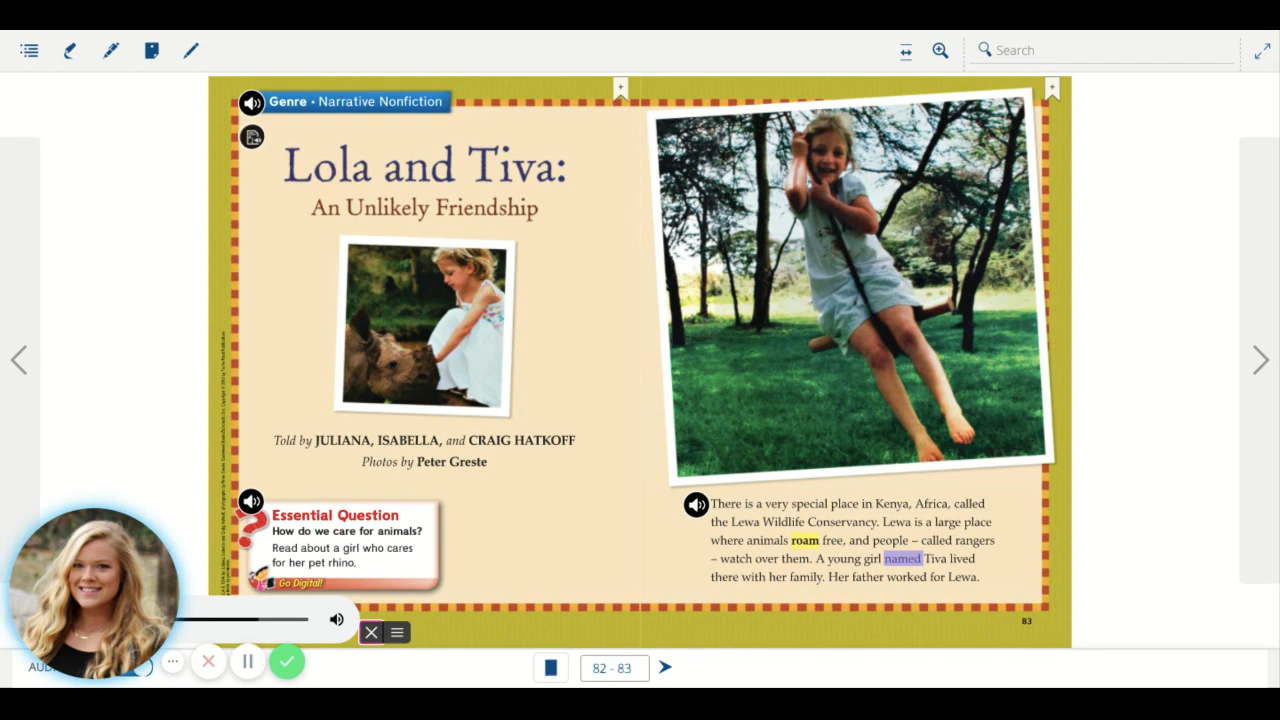 Search
Genre • Narrative Nonfiction
Lola and Tiva:
An Unlikely Friendship
Told by JULIANA, ISABELLA, and CRAIG HATKOFF
Photos by Peter Greste
Essential Question
How do we care for animals?
Read about a girl who cares
for her pet rhino.
Go Digital!
There is a very special place in Kenya, Africa, called
the Lewa Wildlife Conservancy. Lewa is a large place
where animals roam free, and people – called rangers
– watch over them. A young girl named Tiva lived
there with her family. Her father worked for Lewa.
83
82 - 83